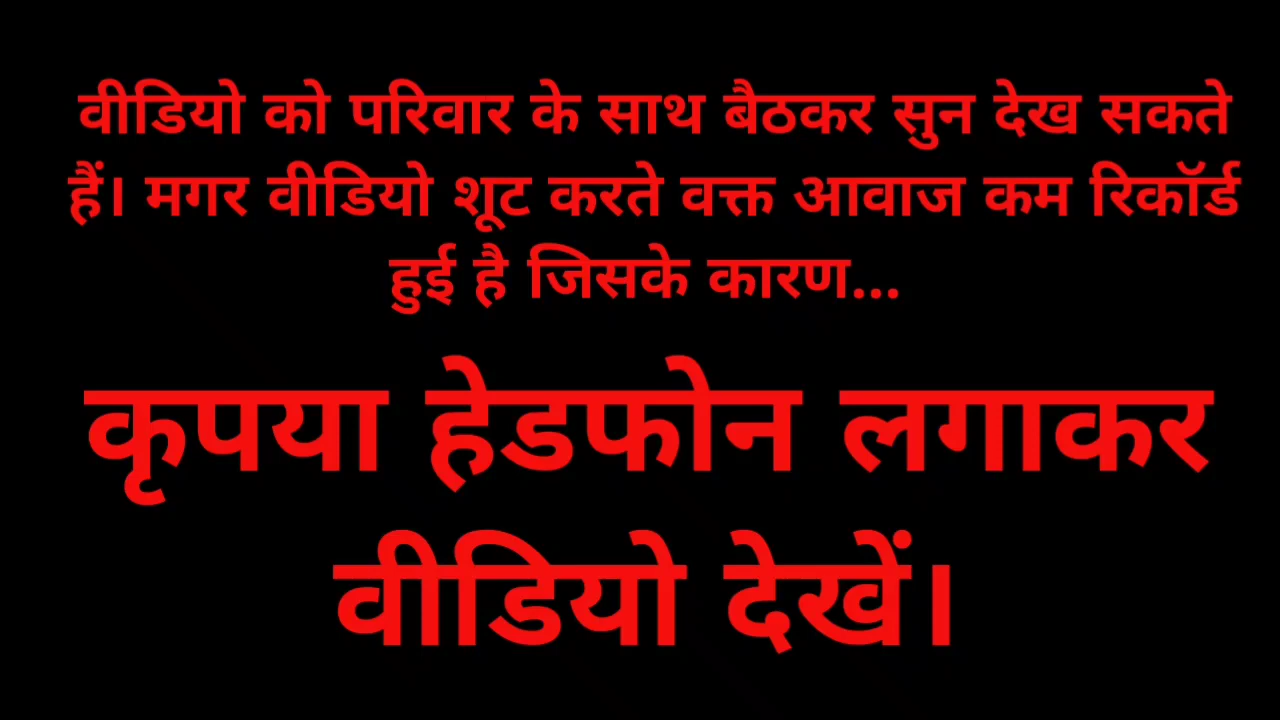 वीडियो को परिवार के साथ बैठकर सुन देख सकते
हैं। मगर वीडियो शूट करते वक्त आवाज कम रिकॉर्ड
हुई है जिसके कारण...
कृपया हेडफोन लगाकर
वीडियो देखें।